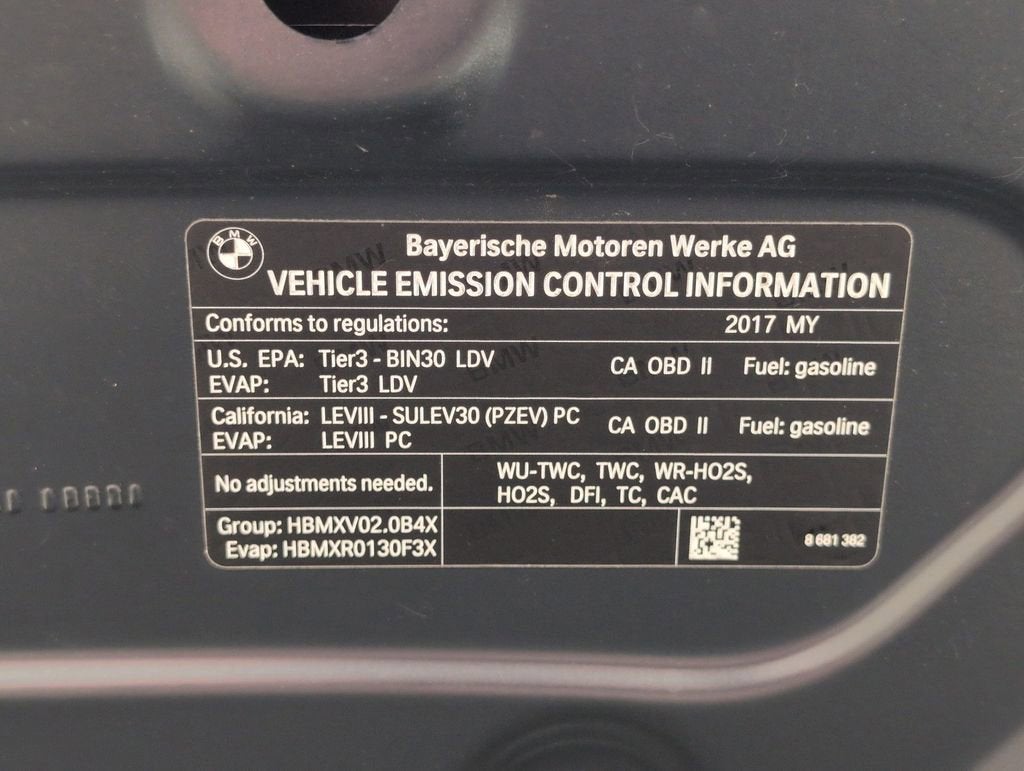 BMW
Bayerische Motoren Werke AG
VEHICLE EMISSION CONTROL INFORMATION
Conforms to regulations: 2017 MY
U.S. EPA: Tier3 - BIN30 LDV CA OBD II Fuel: gasoline
EVAP: Tier3 LDV
California: LEVIII - SULEV30 (PZEV) PC CA OBD II Fuel: gasoline
EVAP: LEVIII PC
No adjustments needed.
WU-TWC, TWC, WR-HO2S,
HO2S, DFI, TC, CAC
Group: HBMXV02.0B4X
Evap: HBMXR0130F3X
8 681 382